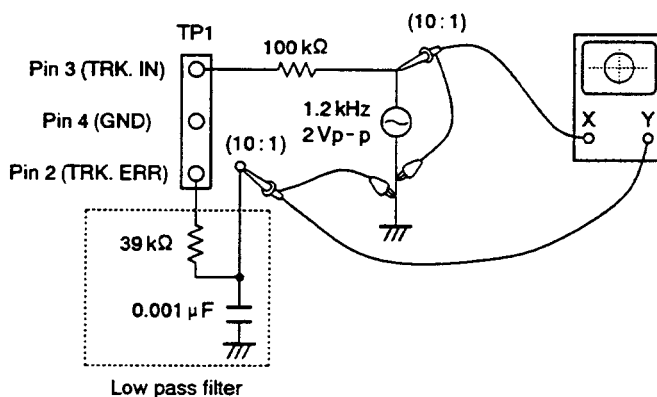 TP1
(10 : 1)
100 kΩ
Pin 3 (TRK. IN)
1.2 kHz
2 Vp - p
X Y
Pin 4 (GND)
(10 : 1)
Pin 2 (TRK. ERR)
39 kΩ
0.001 μF
Low pass filter